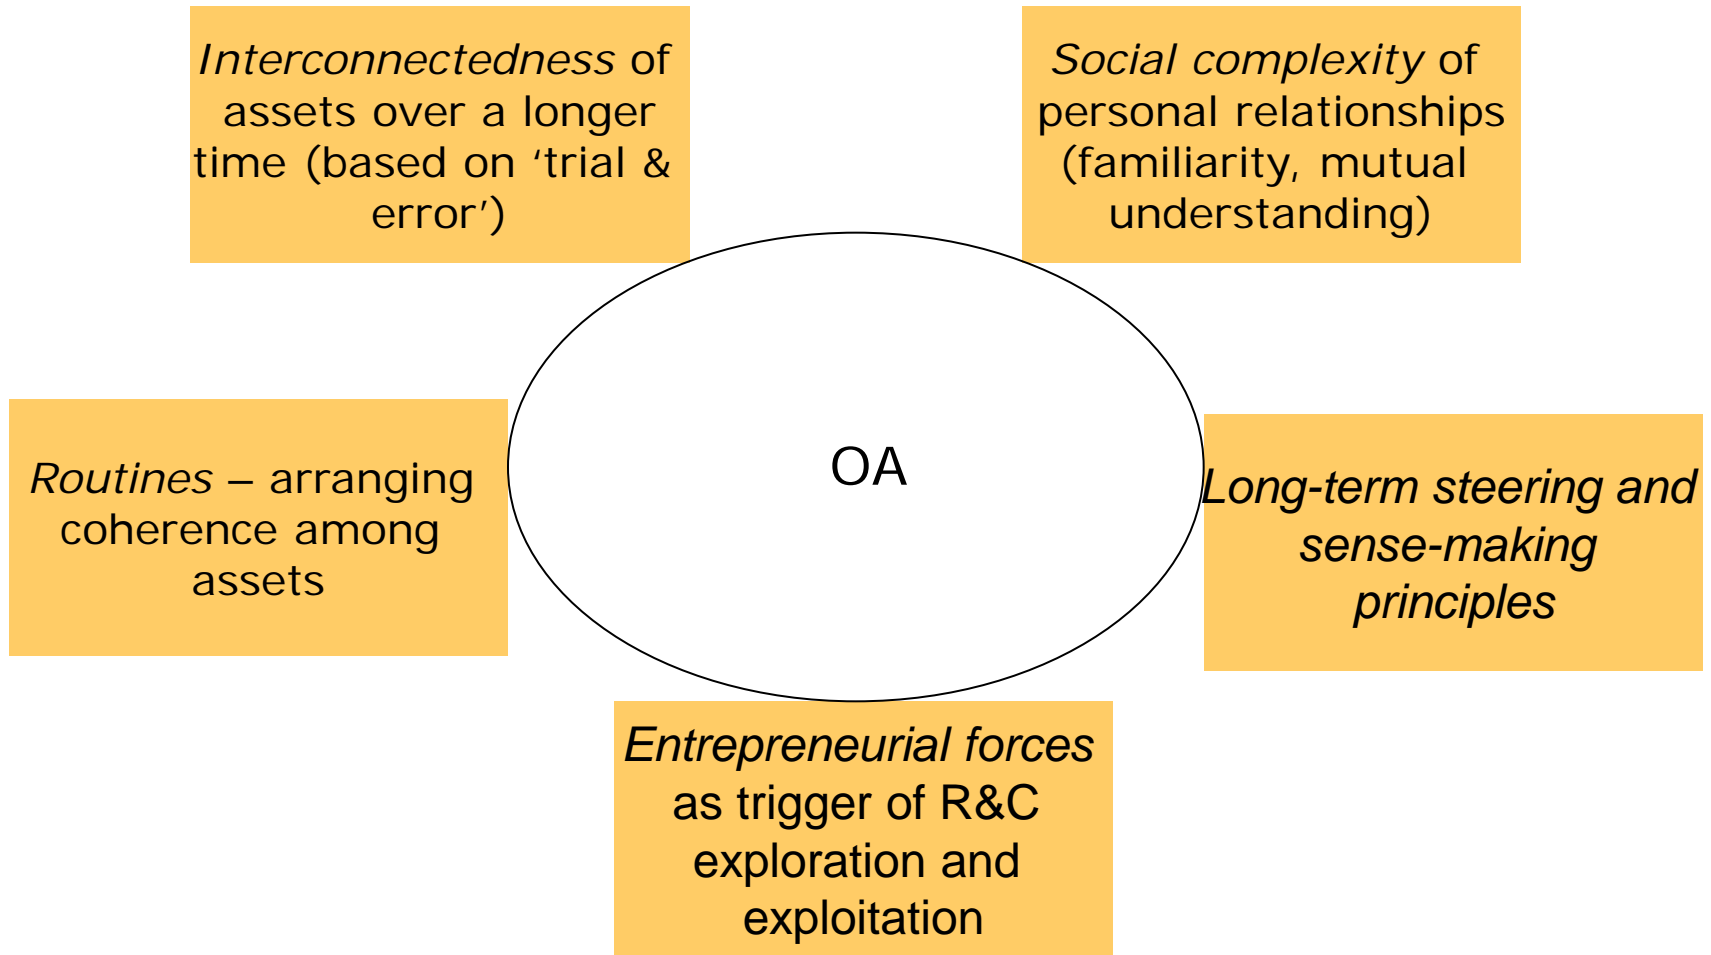 Interconnectedness of
assets over a longer
time (based on ‘trial &
error’)
Social complexity of
personal relationships
(familiarity, mutual
understanding)
OA
Routines – arranging
coherence among
assets
Long-term steering and
sense-making
principles
Entrepreneurial forces
as trigger of R&C
exploration and
exploitation